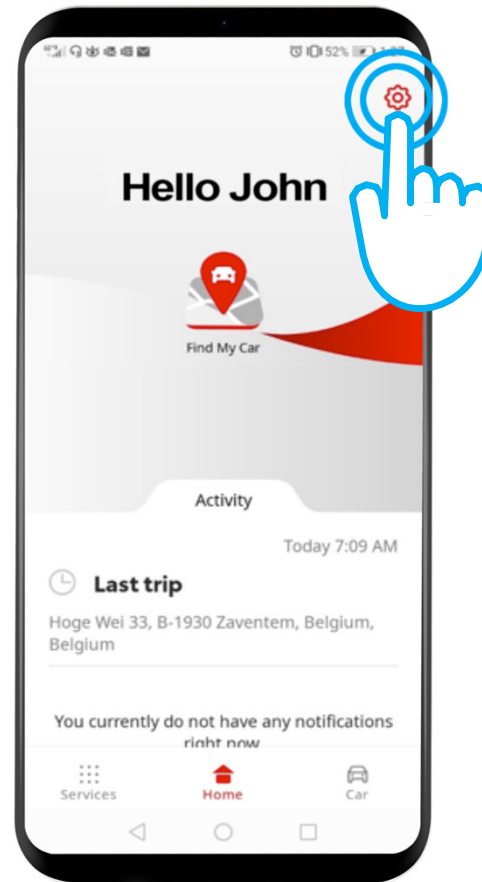 52%
Hello John
Find My Car
Activity
Today 7:09 AM
Last trip
Hoge Wei 33, B-1930 Zaventem, Belgium,
Belgium
You currently do not have any notifications
right now
Services
Home
Car